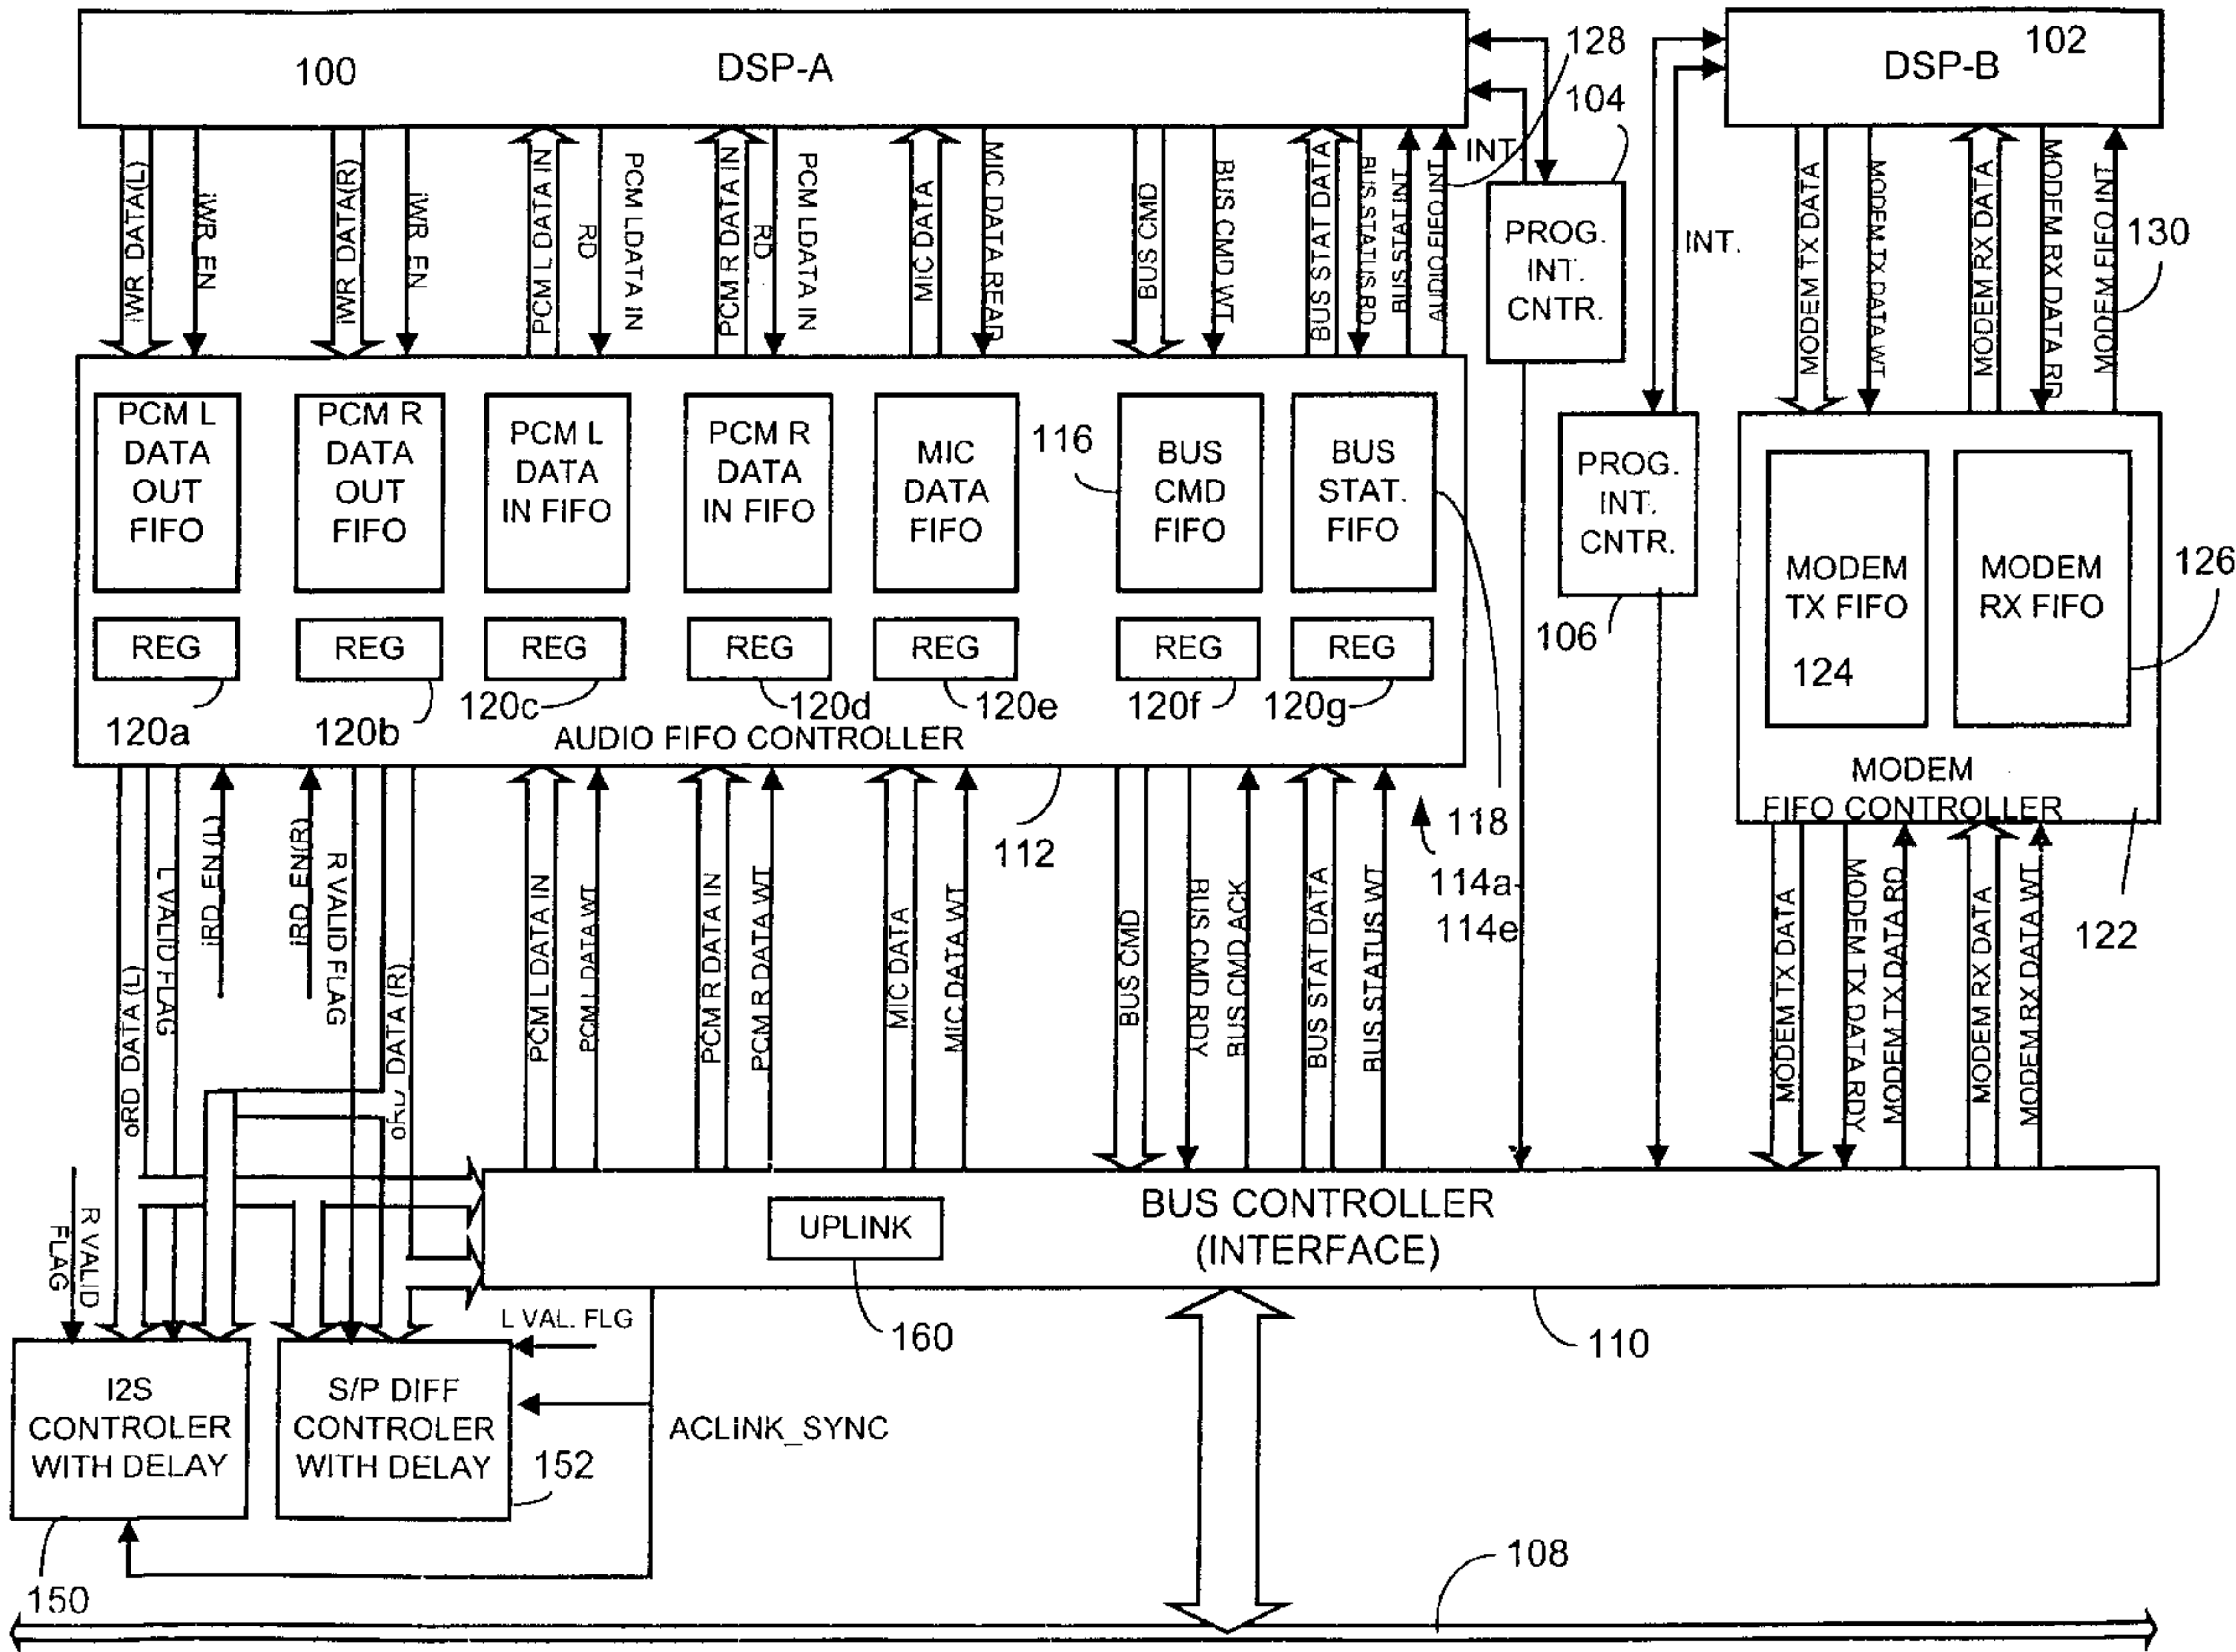 100
DSP-A
128
104
102
DSP-B
iWR DATA(L)
iWR EN
iWR DATA(R)
iWR EN
PCM L DATA IN
RD
PCM LDATA IN
PCM R DATA IN
RD
PCM LDATA IN
MIC DATA
MIC DATA READ
BUS CMD
BUS CMD WT
BUS STAT DATA
BUS STATUS RD
BUS STAT INT
AUDIO FIFO INT
INT
PROG.
INT.
CNTR.
INT.
MODEM TX DATA
MODEM TX DATA WT
MODEM RX DATA
MODEM RX DATA RD
MODEM FIFO INT
130
PCM L
DATA
OUT
FIFO
PCM R
DATA
OUT
FIFO
PCM L
DATA
IN FIFO
PCM R
DATA
IN FIFO
MIC
DATA
FIFO
116
BUS
CMD
FIFO
BUS
STAT.
FIFO
PROG.
INT.
CNTR.
106
MODEM
TX FIFO
124
MODEM
RX FIFO
126
REG
REG
REG
REG
REG
REG
REG
120a
120b
120c
120d
120e
120f
120g
AUDIO FIFO CONTROLLER
MODEM
FIFO CONTROLLER
112
118
114a-
114e
122
oRD DATA (L)
L VALID FLAG
iRD EN(L)
iRD EN(R)
R VALID FLAG
oRD DATA (R)
PCM L DATA IN
PCM L DATA WT
PCM R DATA IN
PCM R DATA WT
MIC DATA
MIC DATA WT
BUS CMD
BUS CMD RDY
BUS CMD ACK
BUS STAT DATA
BUS STATUS WT
MODEM TX DATA
MODEM TX DATA RDY
MODEM TX DATA RD
MODEM RX DATA
MODEM RX DATA WT
R VALID
FLAG
UPLINK
BUS CONTROLLER
(INTERFACE)
160
110
L VAL. FLG
I2S
CONTROLER
WITH DELAY
S/P DIFF
CONTROLER
WITH DELAY
152
ACLINK_SYNC
150
108